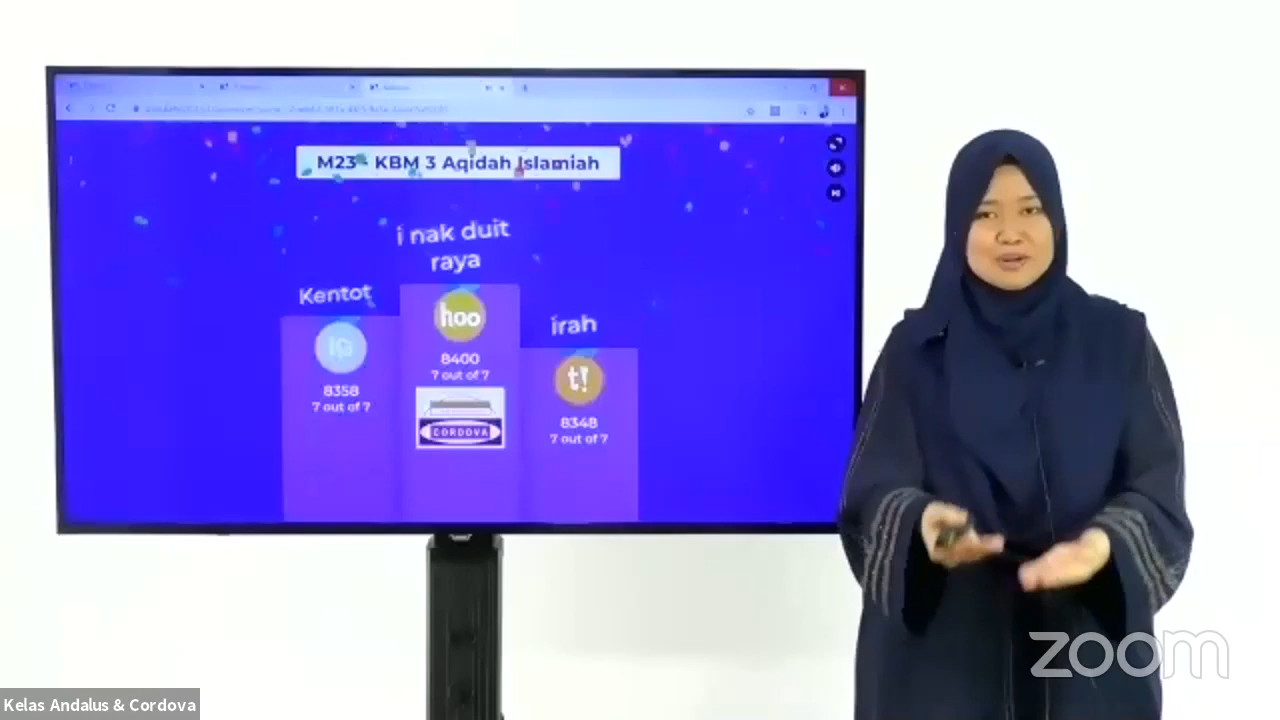 M23 - KBM 3 Aqidah Islamiah
i nak duit
raya
Kentot
irah
hoo
t!
8400
7 out of 7
8358
7 out of 7
8348
7 out of 7
CORDOVA
zoom
Kelas Andalus & Cordova